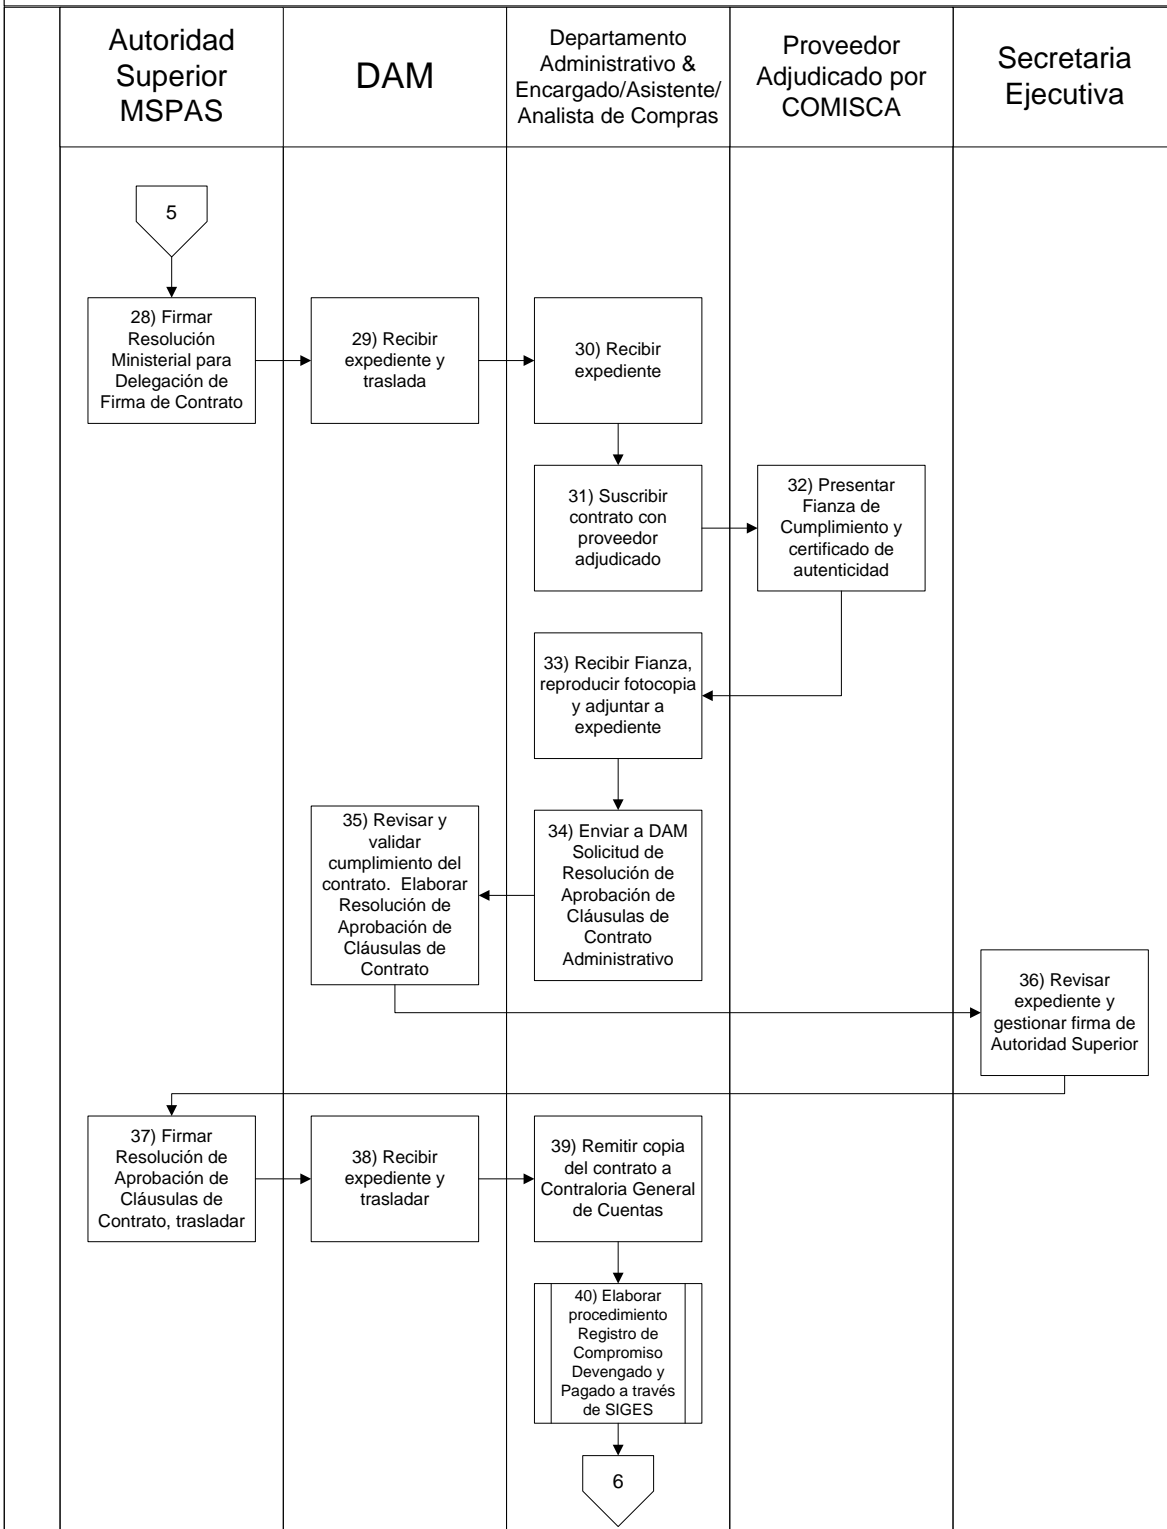 Autoridad
Superior
MSPAS
DAM
Departamento
Administrativo &
Encargado/Asistente/
Analista de Compras
Proveedor
Adjudicado por
COMISCA
Secretaria
Ejecutiva
5
28) Firmar
Resolución
Ministerial para
Delegación de
Firma de Contrato
29) Recibir
expediente y
traslada
30) Recibir
expediente
31) Suscribir
contrato con
proveedor
adjudicado
32) Presentar
Fianza de
Cumplimiento y
certificado de
autenticidad
33) Recibir Fianza,
reproducir fotocopia
y adjuntar a
expediente
34) Enviar a DAM
Solicitud de
Resolución de
Aprobación de
Cláusulas de
Contrato
Administrativo
35) Revisar y
validar
cumplimiento del
contrato.  Elaborar
Resolución de
Aprobación de
Cláusulas de
Contrato
36) Revisar
expediente y
gestionar firma de
Autoridad Superior
37) Firmar
Resolución de
Aprobación de
Cláusulas de
Contrato, trasladar
38) Recibir
expediente y
trasladar
39) Remitir copia
del contrato a
Contraloria General
de Cuentas
40) Elaborar
procedimiento
Registro de
Compromiso
Devengado y
Pagado a través
de SIGES
6